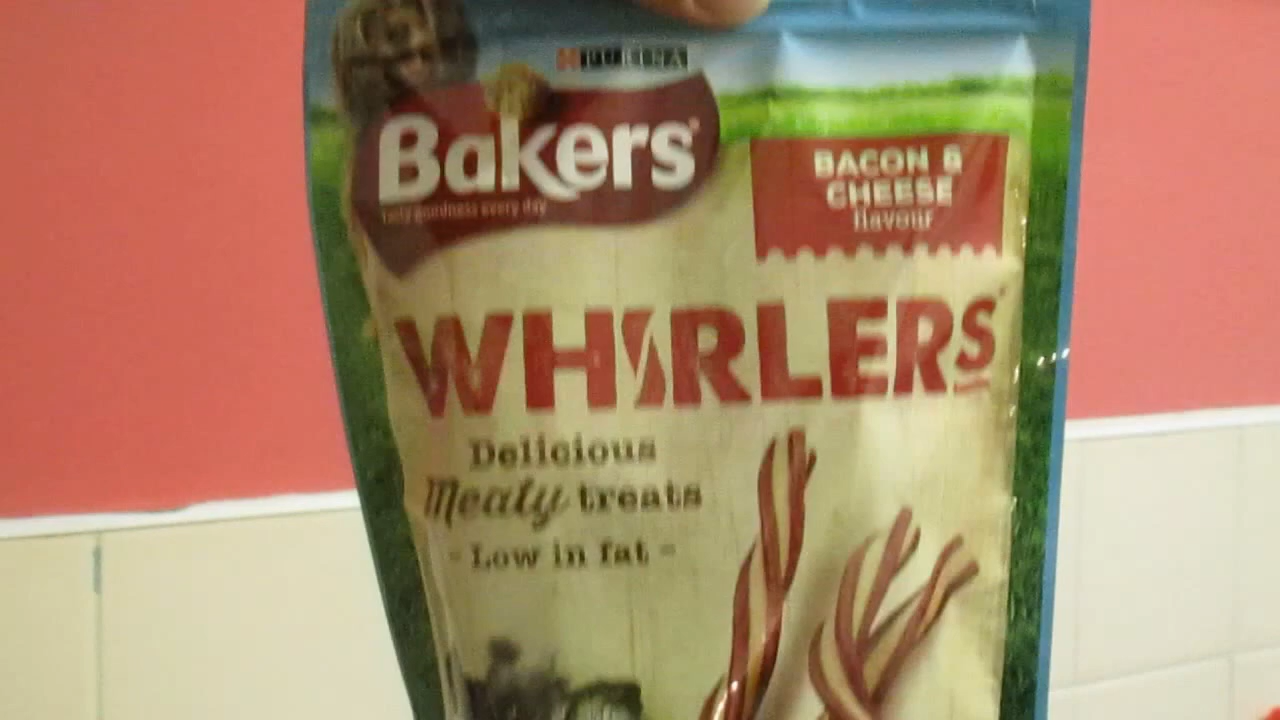 PURINA
Bakers
tasty goodness every day
BACON &
CHEESE
flavour
WHIRLERS
Delicious
Meaty treats
- Low in fat -